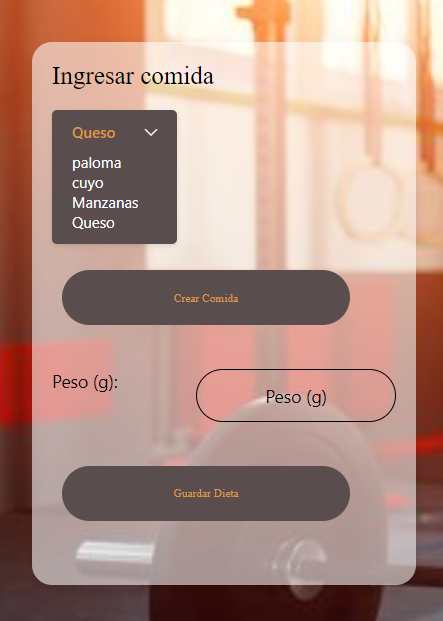 Ingresar comida
Queso
paloma
cuyo
Manzanas
Queso
Crear Comida
Peso (g):
Peso (g)
Guardar Dieta